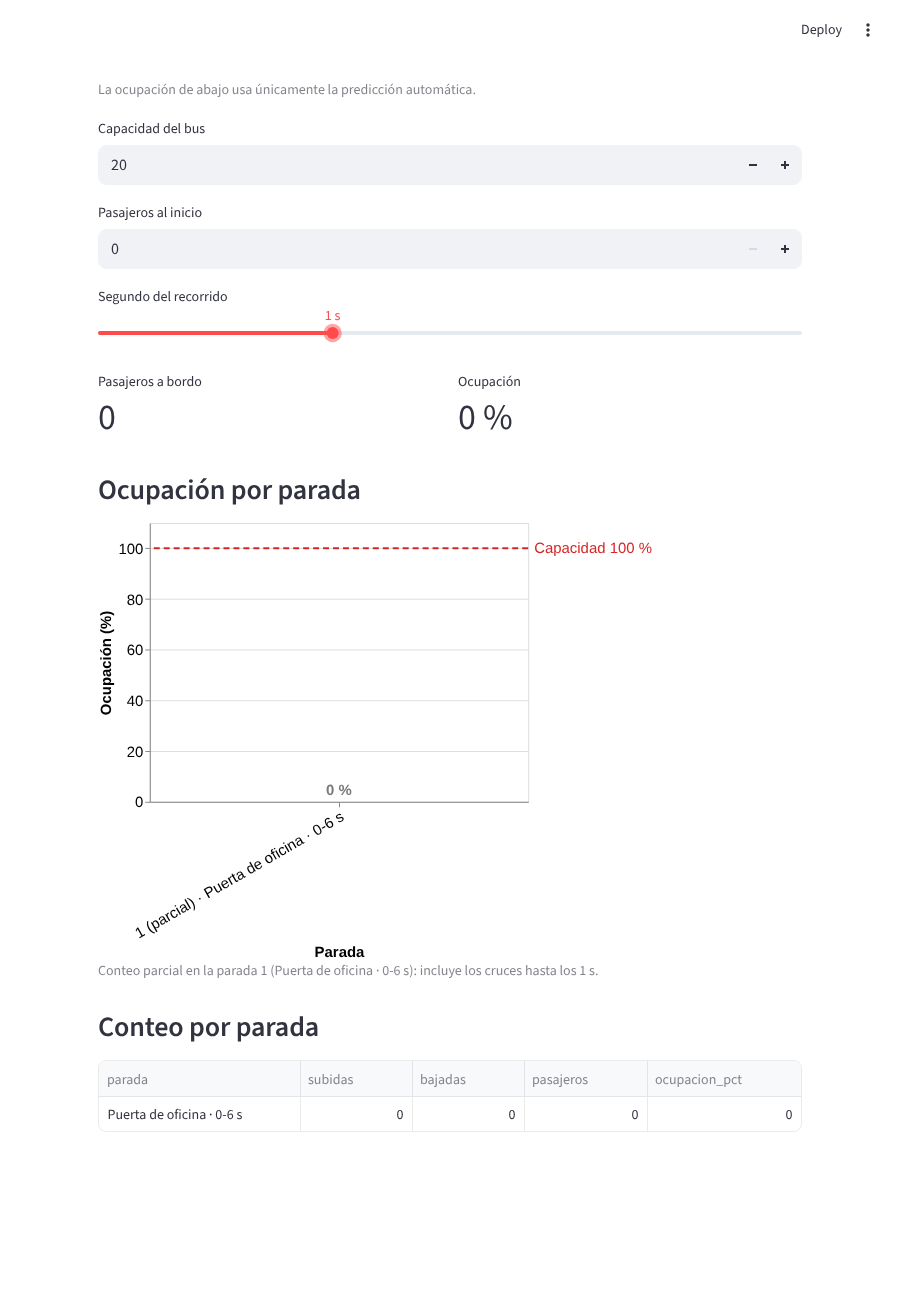 Deploy
La ocupación de abajo usa únicamente la predicción automática.
Capacidad del bus
20
Pasajeros al inicio
0
Segundo del recorrido
1 s
Pasajeros a bordo
Ocupación
0
0 %
Ocupación por parada
Capacidad 100 %
100
80
60
40
20
0
Ocupación (%)
0 %
1 (parcial) · Puerta de oficina · 0-6 s
Parada
Conteo parcial en la parada 1 (Puerta de oficina · 0-6 s): incluye los cruces hasta los 1 s.
Conteo por parada
parada subidas bajadas pasajeros ocupacion_pct
Puerta de oficina · 0-6 s 0 0 0 0